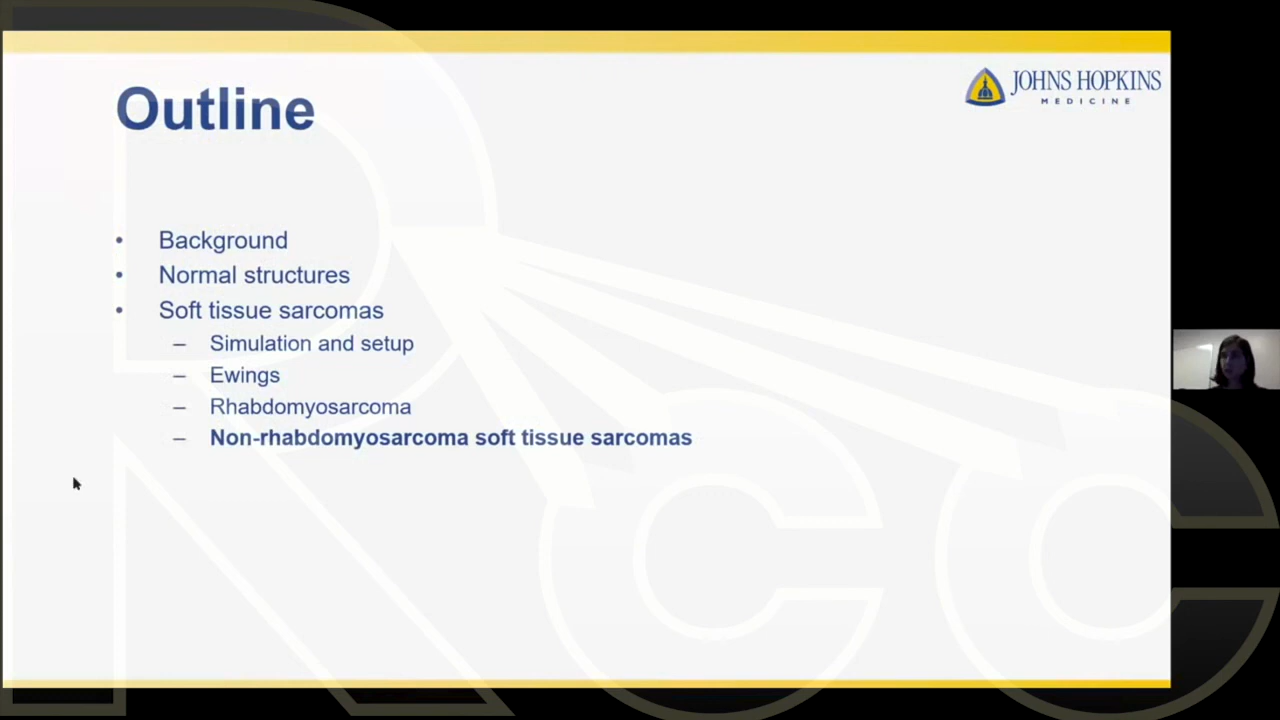 Outline
JOHNS HOPKINS
MEDICINE
• Background
• Normal structures
• Soft tissue sarcomas
– Simulation and setup
– Ewings
– Rhabdomyosarcoma
– Non-rhabdomyosarcoma soft tissue sarcomas
RCC